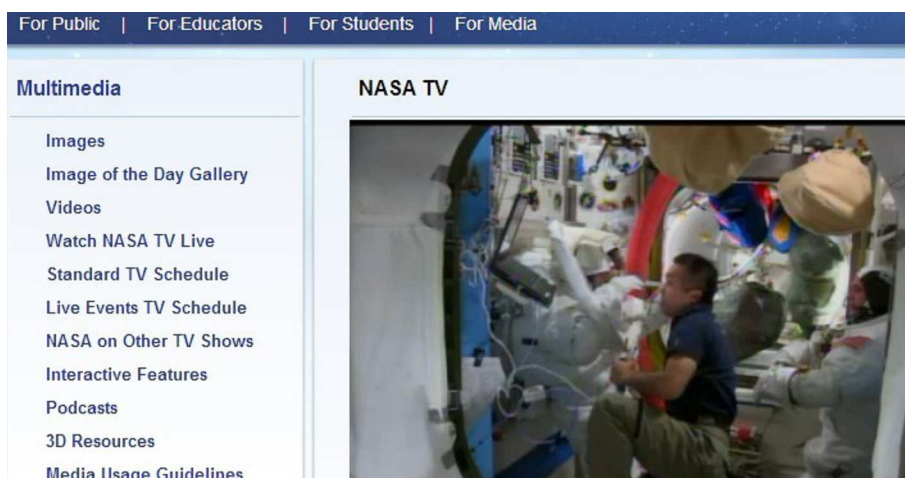 For Public | For Educators | For Students | For Media
Multimedia
NASA TV
Images
Image of the Day Gallery
Videos
Watch NASA TV Live
Standard TV Schedule
Live Events TV Schedule
NASA on Other TV Shows
Interactive Features
Podcasts
3D Resources
Media Usage Guidelines